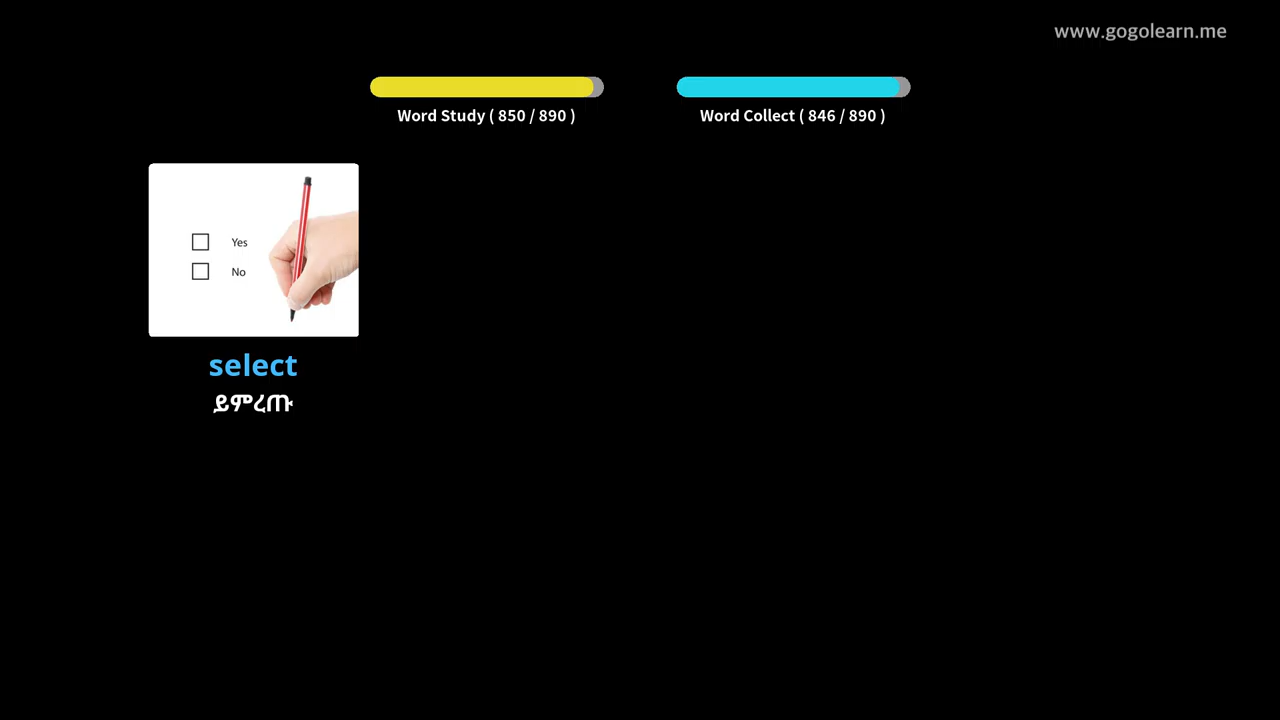 www.gogolearn.me
Word Study ( 850 / 890 )
Word Collect ( 846 / 890 )
Yes
No
select
ይምረጡ